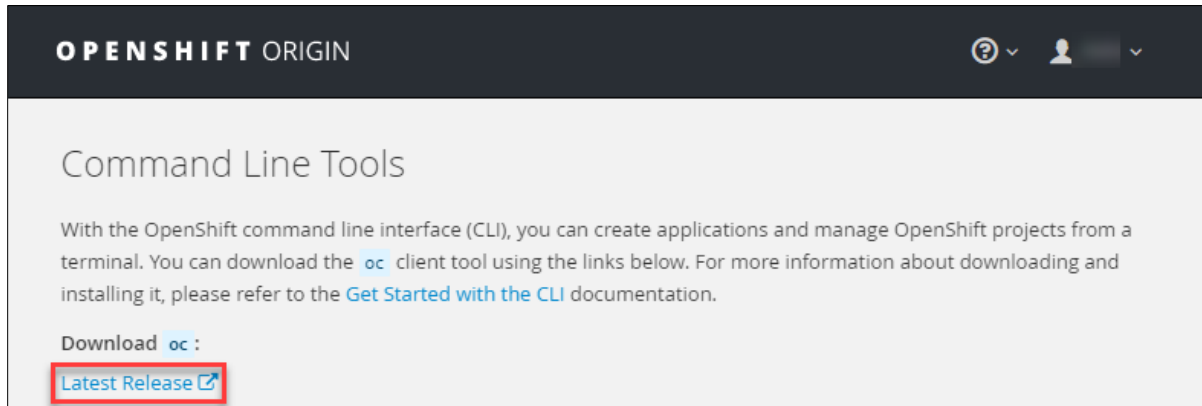 OPENSHIFT ORIGIN
Command Line Tools
With the OpenShift command line interface (CLI), you can create applications and manage OpenShift projects from a
terminal. You can download the oc client tool using the links below. For more information about downloading and
installing it, please refer to the Get Started with the CLI documentation.
Download oc :
Latest Release